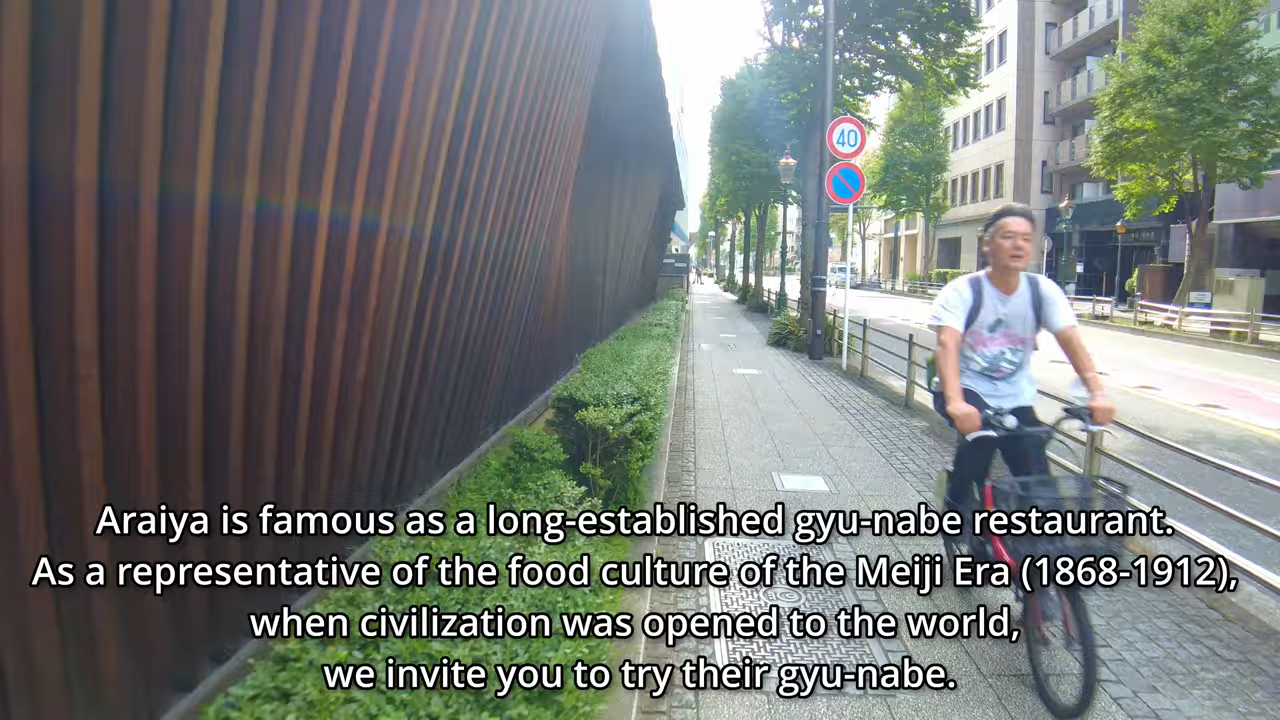 40
Araiya is famous as a long-established gyu-nabe restaurant.
As a representative of the food culture of the Meiji Era (1868-1912),
when civilization was opened to the world,
we invite you to try their gyu-nabe.